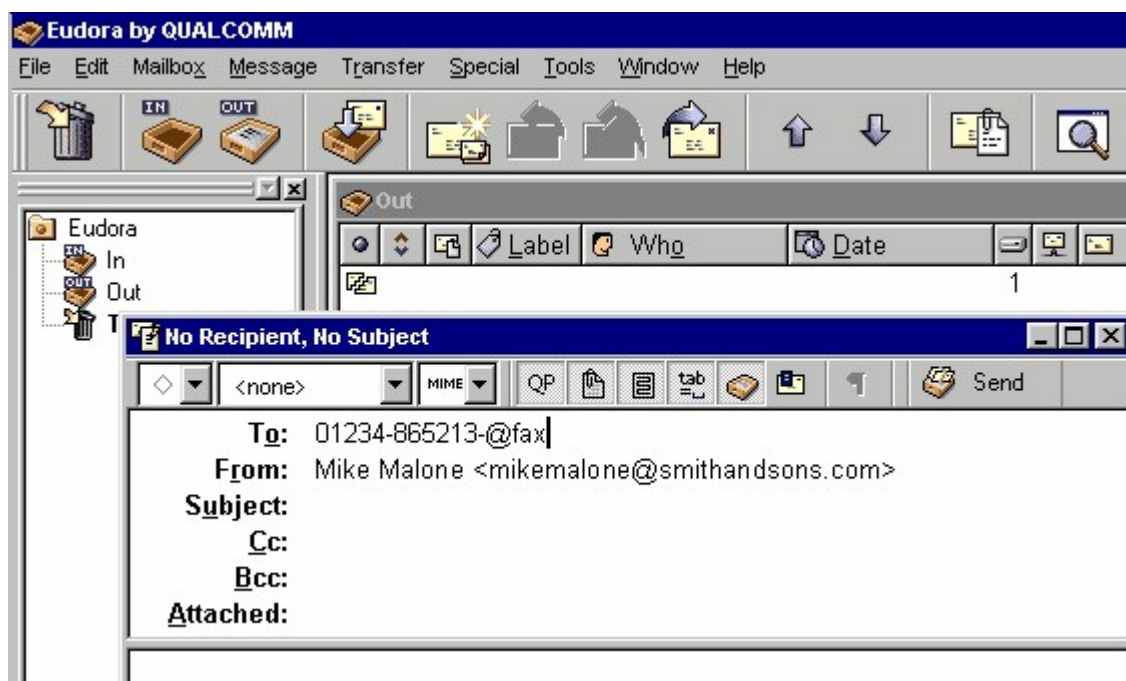 Eudora by QUALCOMM
File Edit Mailbox Message Transfer Special Tools Window Help
IN OUT
Out
Eudora
Label Who Date
In
1
Out
T
No Recipient, No Subject
<none> MIME QP tab Send
To: 01234-865213-@fax
From: Mike Malone <mikemalone@smithandsons.com>
Subject:
Cc:
Bcc:
Attached: